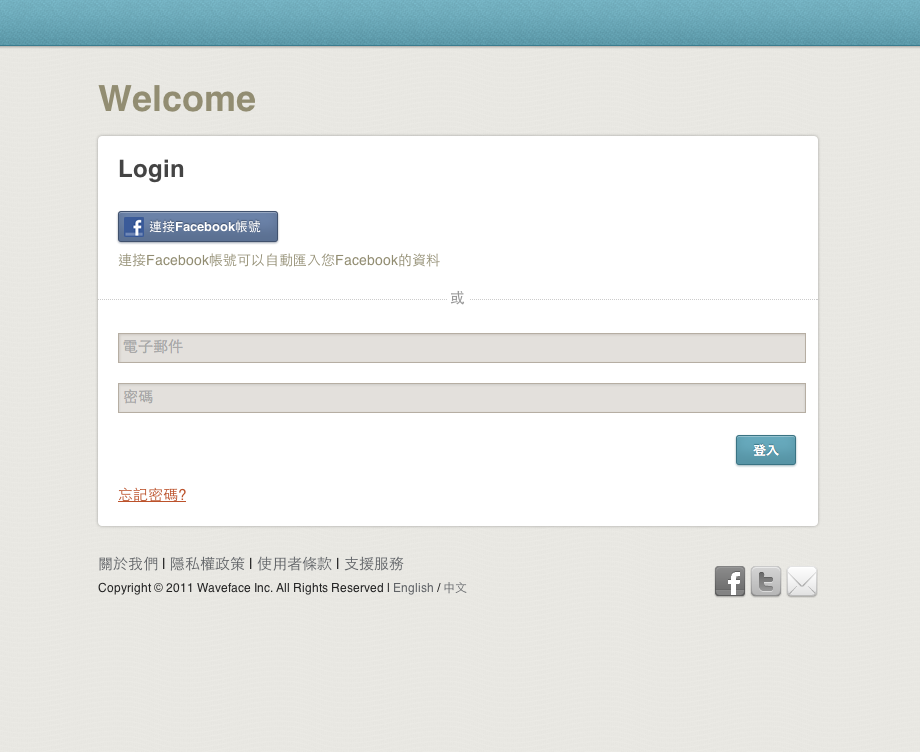 Welcome
Login
連接Facebook帳號
連接Facebook帳號可以自動匯入您Facebook的資料
或
電子郵件
密碼
登入
忘記密碼?
關於我們 | 隱私權政策 | 使用者條款 | 支援服務
Copyright © 2011 Waveface Inc. All Rights Reserved | English / 中文